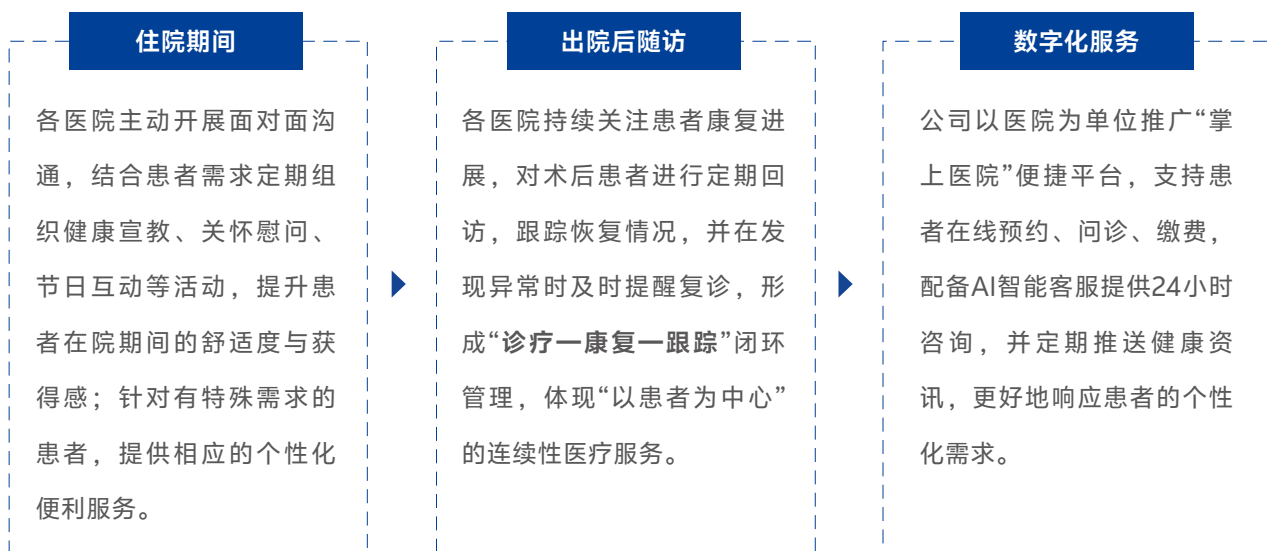 住院期间
各医院主动开展面对面沟
通，结合患者需求定期组
织健康宣教、关怀慰问、
节日互动等活动，提升患
者在院期间的舒适度与获
得感；针对有特殊需求的
患者，提供相应的个性化
便利服务。
出院后随访
各医院持续关注患者康复进
展，对术后患者进行定期回
访，跟踪恢复情况，并在发
现异常时及时提醒复诊，形
成“诊疗—康复—跟踪”闭环
管理，体现“以患者为中心”
的连续性医疗服务。
数字化服务
公司以医院为单位推广“掌
上医院”便捷平台，支持患
者在线预约、问诊、缴费，
配备AI智能客服提供24小时
咨询，并定期推送健康资
讯，更好地响应患者的个性
化需求。